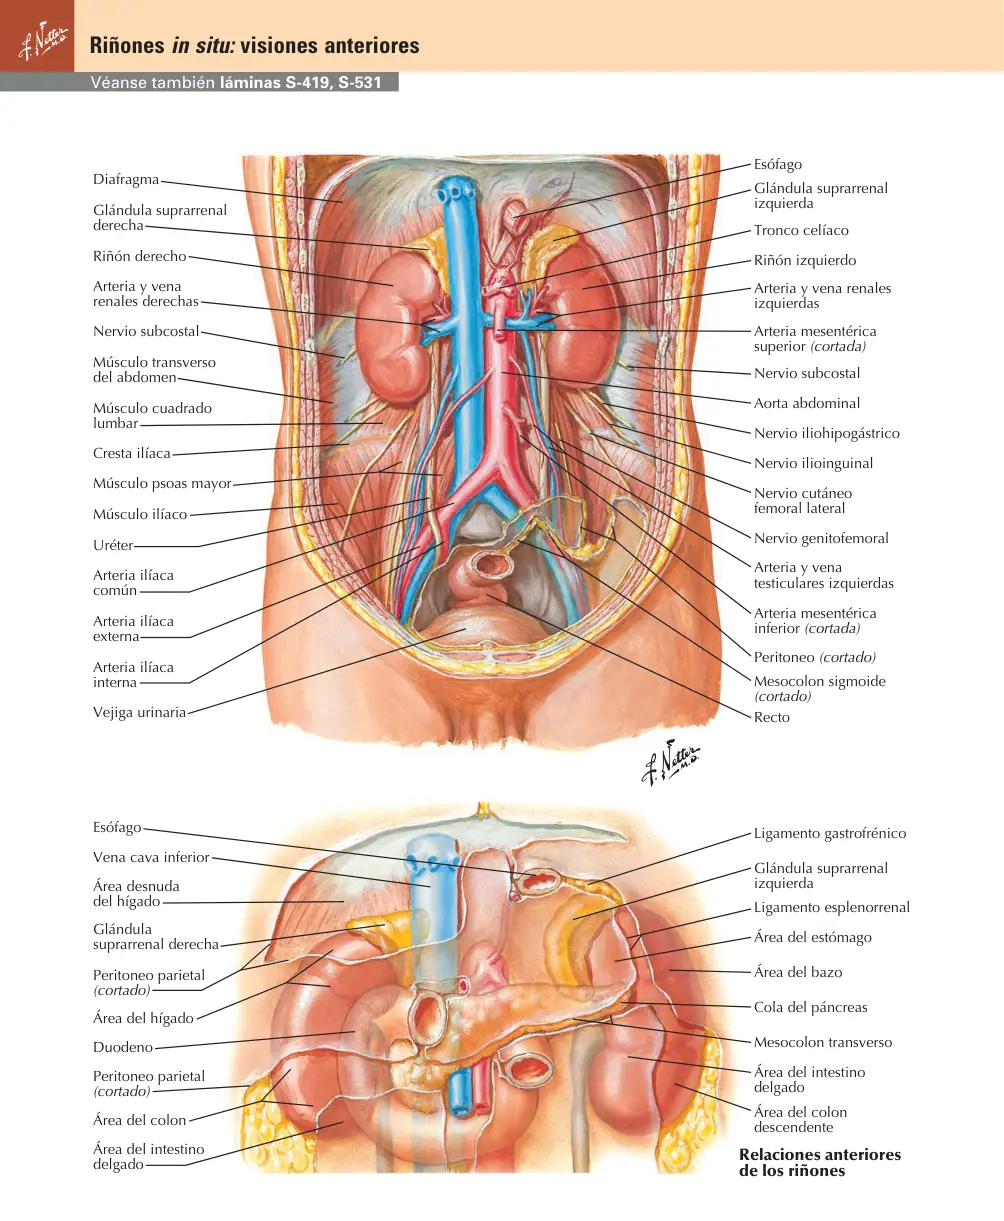 F. Netter
M.D.
Riñones in situ: visiones anteriores
Véanse también láminas S-419, S-531
Diafragma
Glándula suprarrenal
derecha
Riñón derecho
Arteria y vena
renales derechas
Nervio subcostal
Músculo transverso
del abdomen
Músculo cuadrado
lumbar
Cresta ilíaca
Músculo psoas mayor
Músculo ilíaco
Uréter
Arteria ilíaca
común
Arteria ilíaca
externa
Arteria ilíaca
interna
Vejiga urinaria
Esófago
Glándula suprarrenal
izquierda
Tronco celíaco
Riñón izquierdo
Arteria y vena renales
izquierdas
Arteria mesentérica
superior (cortada)
Nervio subcostal
Aorta abdominal
Nervio iliohipogástrico
Nervio ilioinguinal
Nervio cutáneo
femoral lateral
Nervio genitofemoral
Arteria y vena
testiculares izquierdas
Arteria mesentérica
inferior (cortada)
Peritoneo (cortado)
Mesocolon sigmoide
(cortado)
Recto
F. Netter
M.D.
Esófago
Vena cava inferior
Área desnuda
del hígado
Glándula
suprarrenal derecha
Peritoneo parietal
(cortado)
Área del hígado
Duodeno
Peritoneo parietal
(cortado)
Área del colon
Área del intestino
delgado
Ligamento gastrofrénico
Glándula suprarrenal
izquierda
Ligamento esplenorrenal
Área del estómago
Área del bazo
Cola del páncreas
Mesocolon transverso
Área del intestino
delgado
Área del colon
descendente
Relaciones anteriores
de los riñones